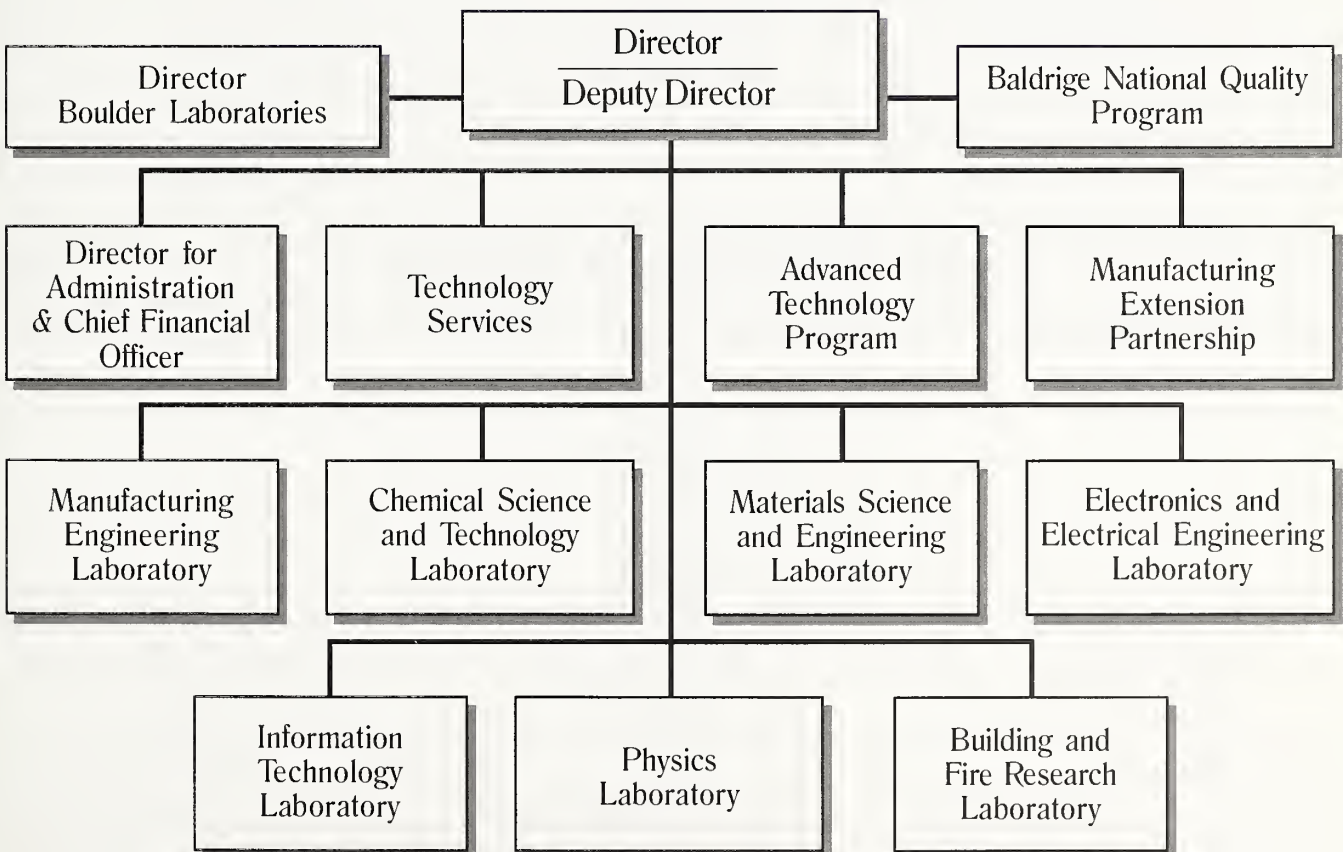 Director
Deputy Director
Director
Boulder Laboratories
Baldrige National Quality
Program
Director for
Administration
& Chief Financial
Officer
Technology
Services
Advanced
Technology
Program
Manufacturing
Extension
Partnership
Manufacturing
Engineering
Laboratory
Chemical Science
and Technology
Laboratory
Materials Science
and Engineering
Laboratory
Electronics and
Electrical Engineering
Laboratory
Information
Technology
Laboratory
Physics
Laboratory
Building and
Fire Research
Laboratory